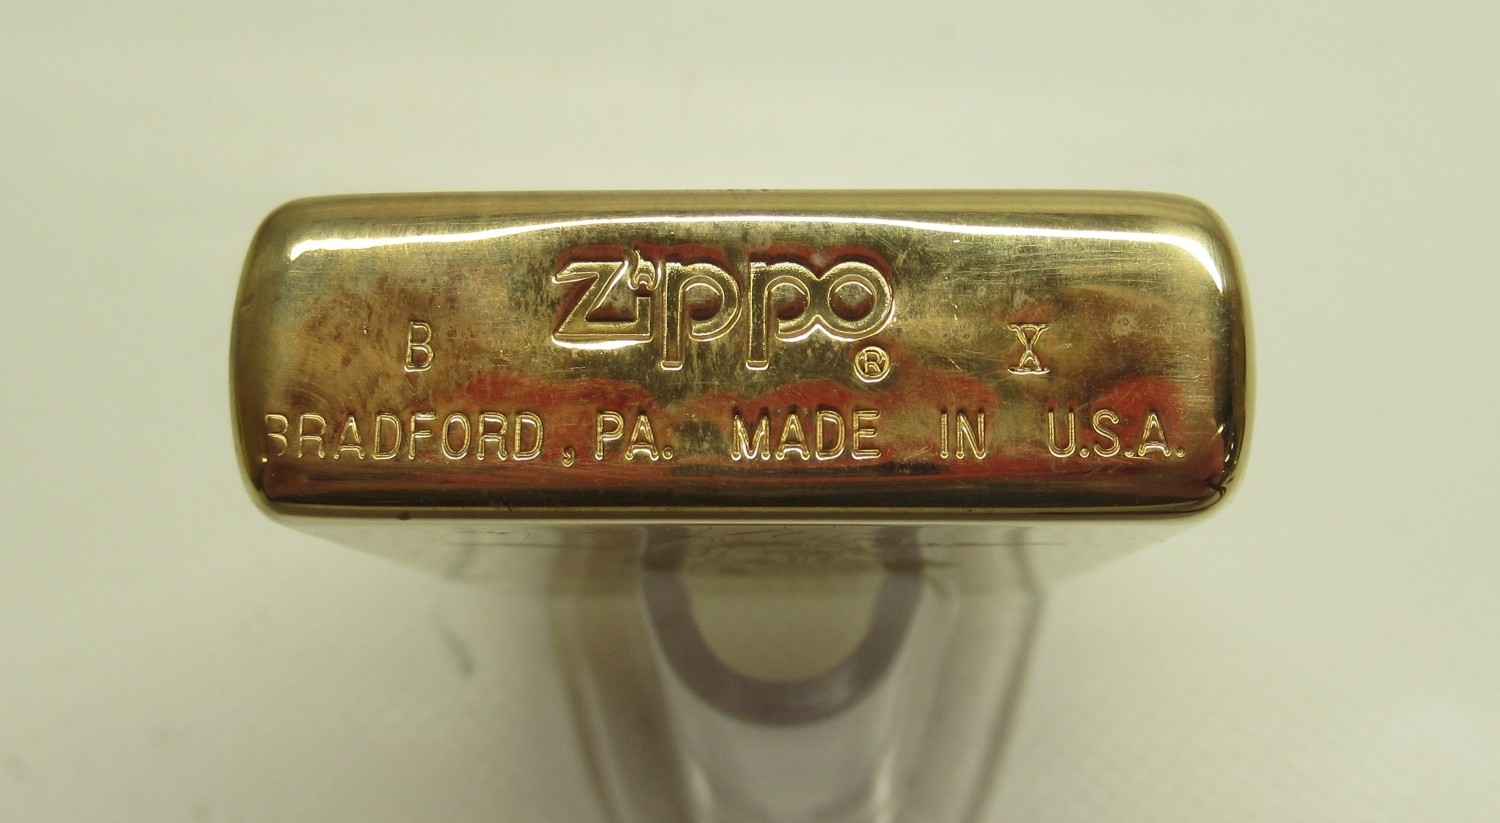 Zippo®
B X
BRADFORD, PA. MADE IN U.S.A.